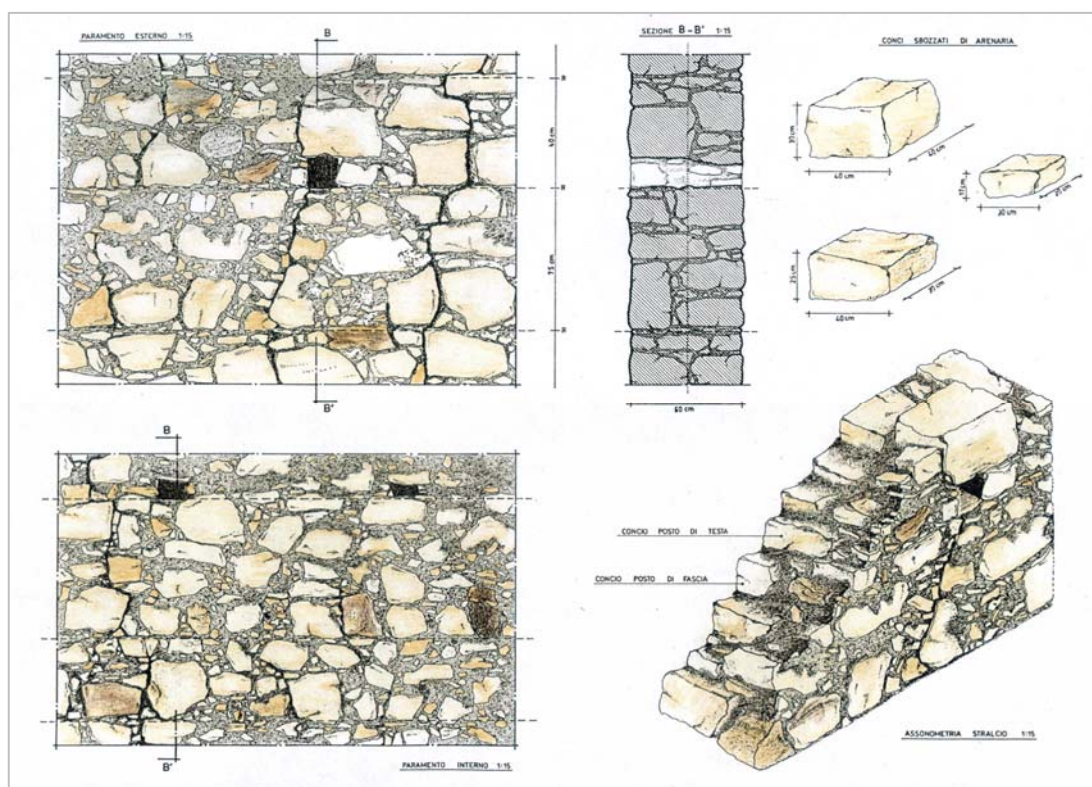 PARAMENTO ESTERNO 1:15
B
B'
40 cm
75 cm
SEZIONE B-B' 1:15
60 cm
CONCI SBOZZATI DI ARENARIA
30 cm
40 cm
40 cm
30 cm
25 cm
40 cm
B
B'
PARAMENTO INTERNO 1:15
CONCIO POSTO DI TESTA
CONCIO POSTO DI FASCIA
ASSONOMETRIA STRALCIO 1:15